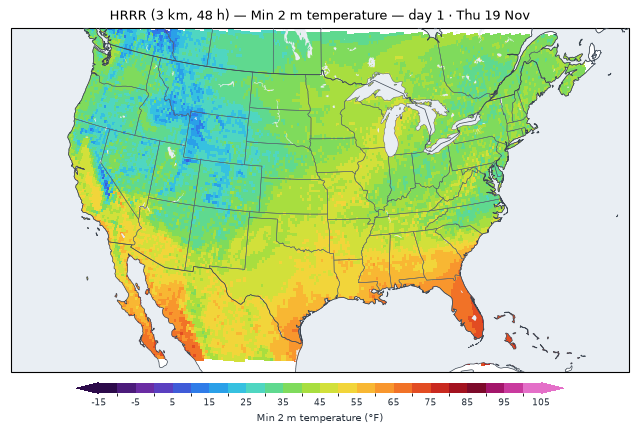 HRRR (3 km, 48 h) — Min 2 m temperature — day 1 · Thu 19 Nov
-15 -5 5 15 25 35 45 55 65 75 85 95 105
Min 2 m temperature (°F)